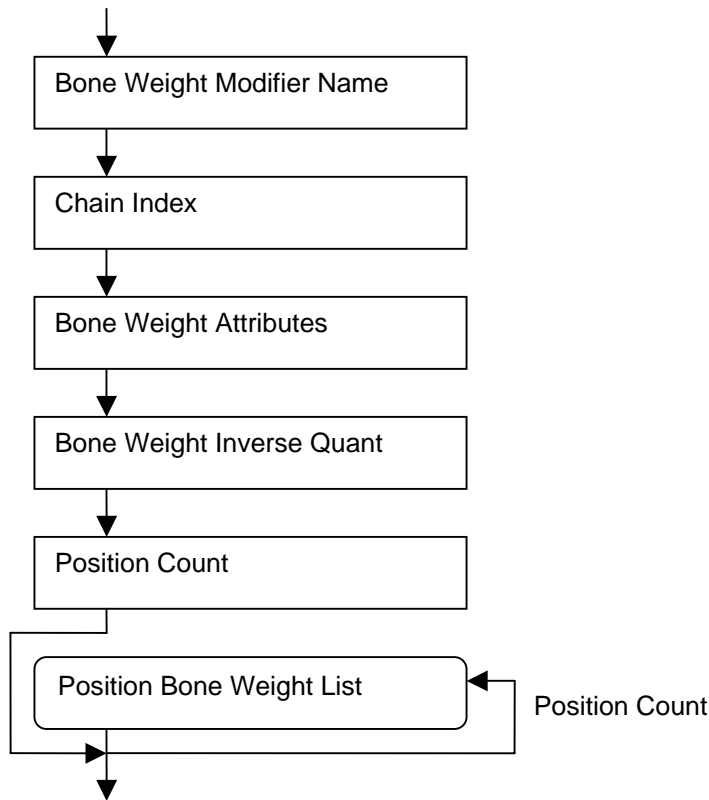 Bone Weight Modifier Name
Chain Index
Bone Weight Attributes
Bone Weight Inverse Quant
Position Count
Position Bone Weight List
Position Count